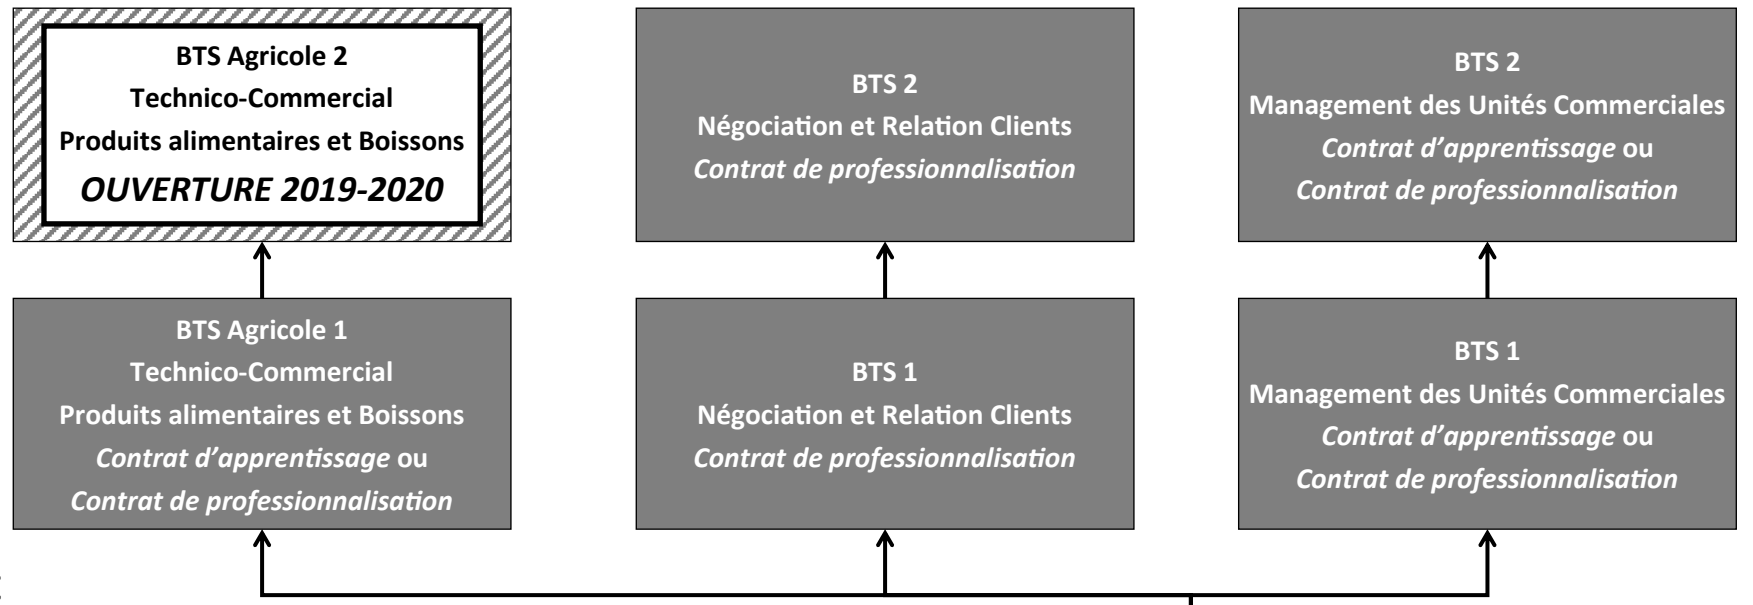 BTS Agricole 2
Technico-Commercial
Produits alimentaires et Boissons
OUVERTURE 2019-2020
BTS 2
Négociation et Relation Clients
Contrat de professionnalisation
BTS 2
Management des Unités Commerciales
Contrat d’apprentissage ou
Contrat de professionnalisation
BTS Agricole 1
Technico-Commercial
Produits alimentaires et Boissons
Contrat d’apprentissage ou
Contrat de professionnalisation
BTS 1
Négociation et Relation Clients
Contrat de professionnalisation
BTS 1
Management des Unités Commerciales
Contrat d’apprentissage ou
Contrat de professionnalisation